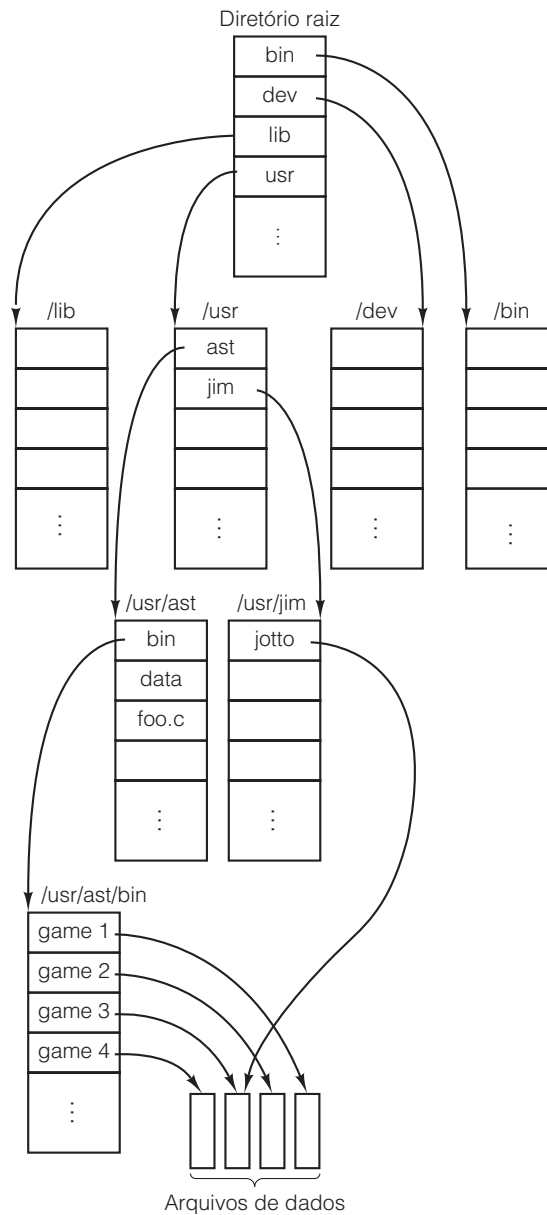 Diretório raiz
bin
dev
lib
usr
⋮
/lib
/usr
/dev
/bin
ast
jim
⋮
⋮
⋮
⋮
/usr/ast
/usr/jim
bin
jotto
data
foo.c
⋮
⋮
/usr/ast/bin
game 1
game 2
game 3
game 4
⋮
Arquivos de dados